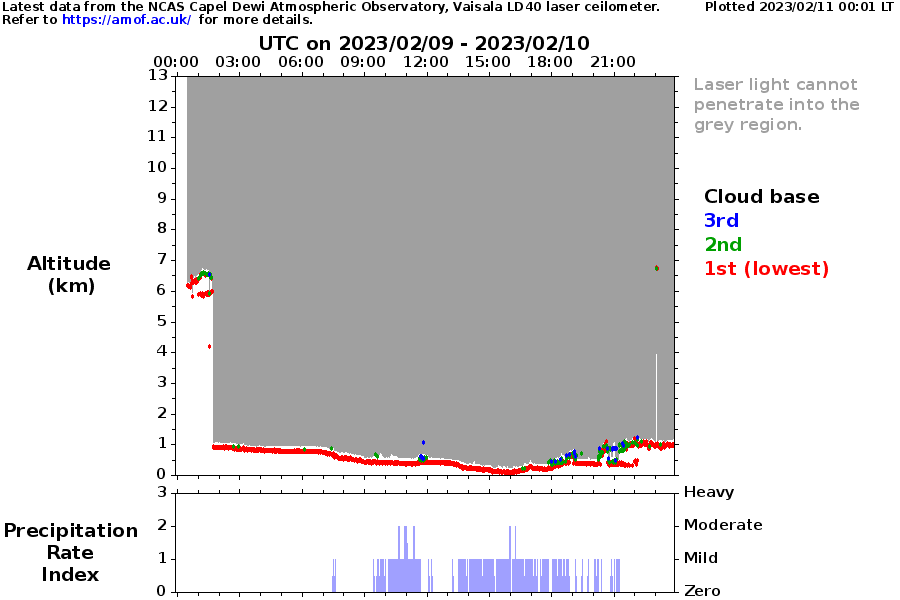 Latest data from the NCAS Capel Dewi Atmospheric Observatory, Vaisala LD40 laser ceilometer.
Plotted 2023/02/11 00:01 LT
Refer to https://amof.ac.uk/ for more details.
UTC on 2023/02/09 - 2023/02/10
00:00 03:00 06:00 09:00 12:00 15:00 18:00 21:00
13
12
11
10
9
8
7
6
5
4
3
2
1
0
Altitude
(km)
Laser light cannot
penetrate into the
grey region.
Cloud base
3rd
2nd
1st (lowest)
3
2
1
0
Precipitation
Rate
Index
Heavy
Moderate
Mild
Zero